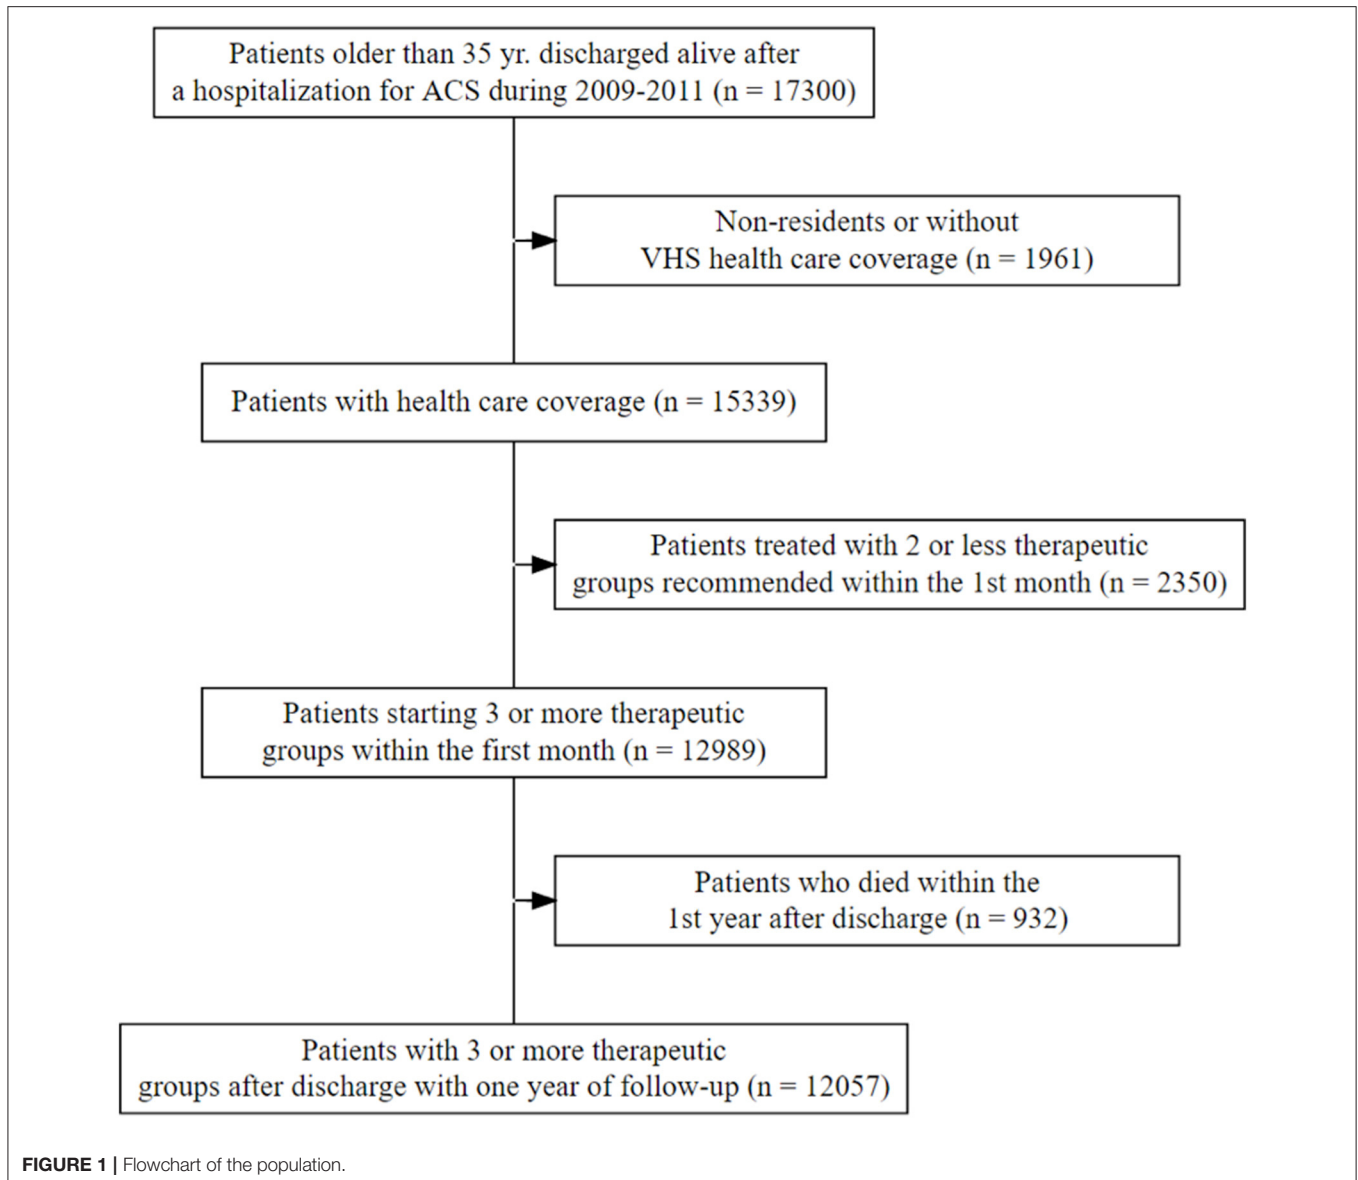 Patients older than 35 yr. discharged alive after
a hospitalization for ACS during 2009-2011 (n = 17300)
Non-residents or without
VHS health care coverage (n = 1961)
Patients with health care coverage (n = 15339)
Patients treated with 2 or less therapeutic
groups recommended within the 1st month (n = 2350)
Patients starting 3 or more therapeutic
groups within the first month (n = 12989)
Patients who died within the
1st year after discharge (n = 932)
Patients with 3 or more therapeutic
groups after discharge with one year of follow-up (n = 12057)
FIGURE 1 | Flowchart of the population.